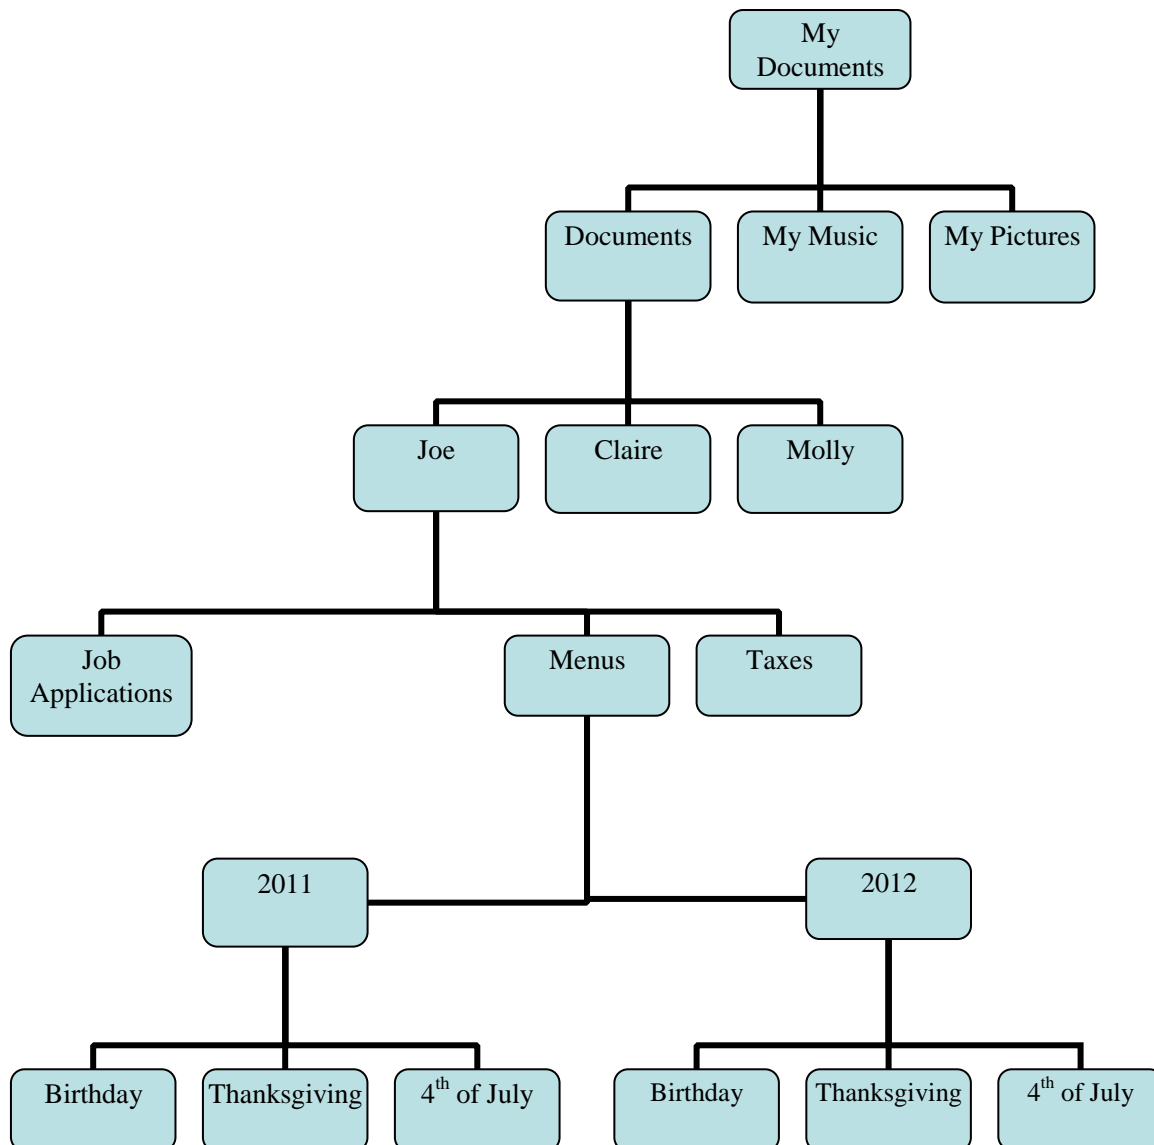 My
Documents
Documents
My Music
My Pictures
Joe
Claire
Molly
Job
Applications
Menus
Taxes
2011
2012
Birthday
Thanksgiving
4th of July
Birthday
Thanksgiving
4th of July